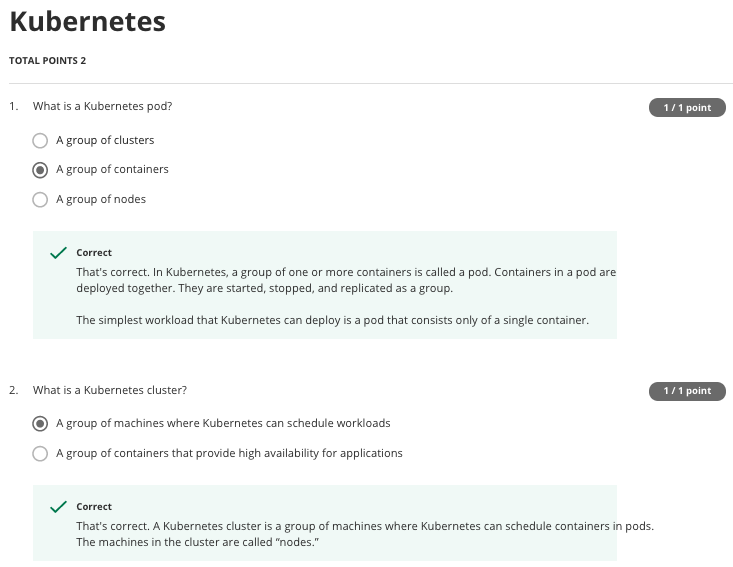 Kubernetes
TOTAL POINTS 2
1. What is a Kubernetes pod?
1 / 1 point
A group of clusters
A group of containers
A group of nodes
Correct
That's correct. In Kubernetes, a group of one or more containers is called a pod. Containers in a pod are
deployed together. They are started, stopped, and replicated as a group.
The simplest workload that Kubernetes can deploy is a pod that consists only of a single container.
2. What is a Kubernetes cluster?
1 / 1 point
A group of machines where Kubernetes can schedule workloads
A group of containers that provide high availability for applications
Correct
That's correct. A Kubernetes cluster is a group of machines where Kubernetes can schedule containers in pods.
The machines in the cluster are called “nodes.”